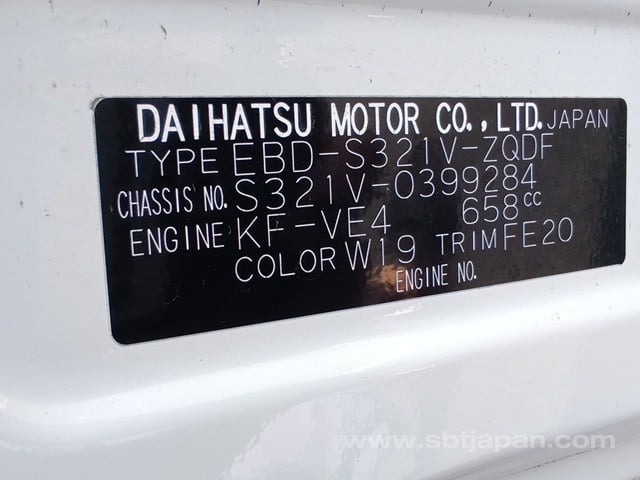 DAIHATSU MOTOR CO., LTD. JAPAN
TYPE EBD-S321V-ZQDF
CHASSIS NO. S321V-0399284
ENGINE KF-VE4 658cc
COLOR W19 TRIM FE20
ENGINE NO.
www.sbtjapan.com